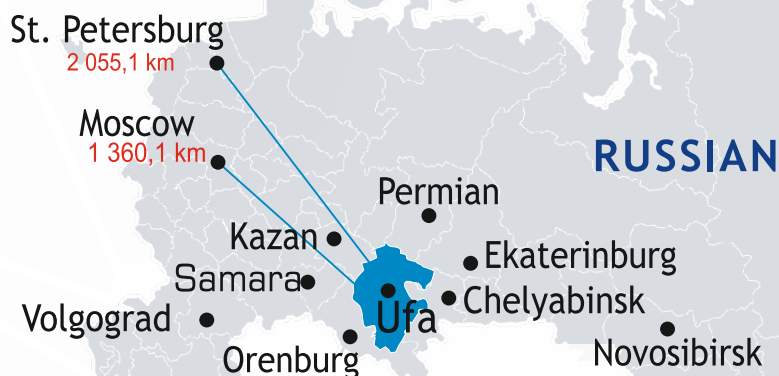 St. Petersburg
2 055,1 km
Moscow
1 360,1 km
RUSSIAN
Permian
Kazan
Ekaterinburg
Samara
Chelyabinsk
Volgograd
Ufa
Orenburg
Novosibirsk